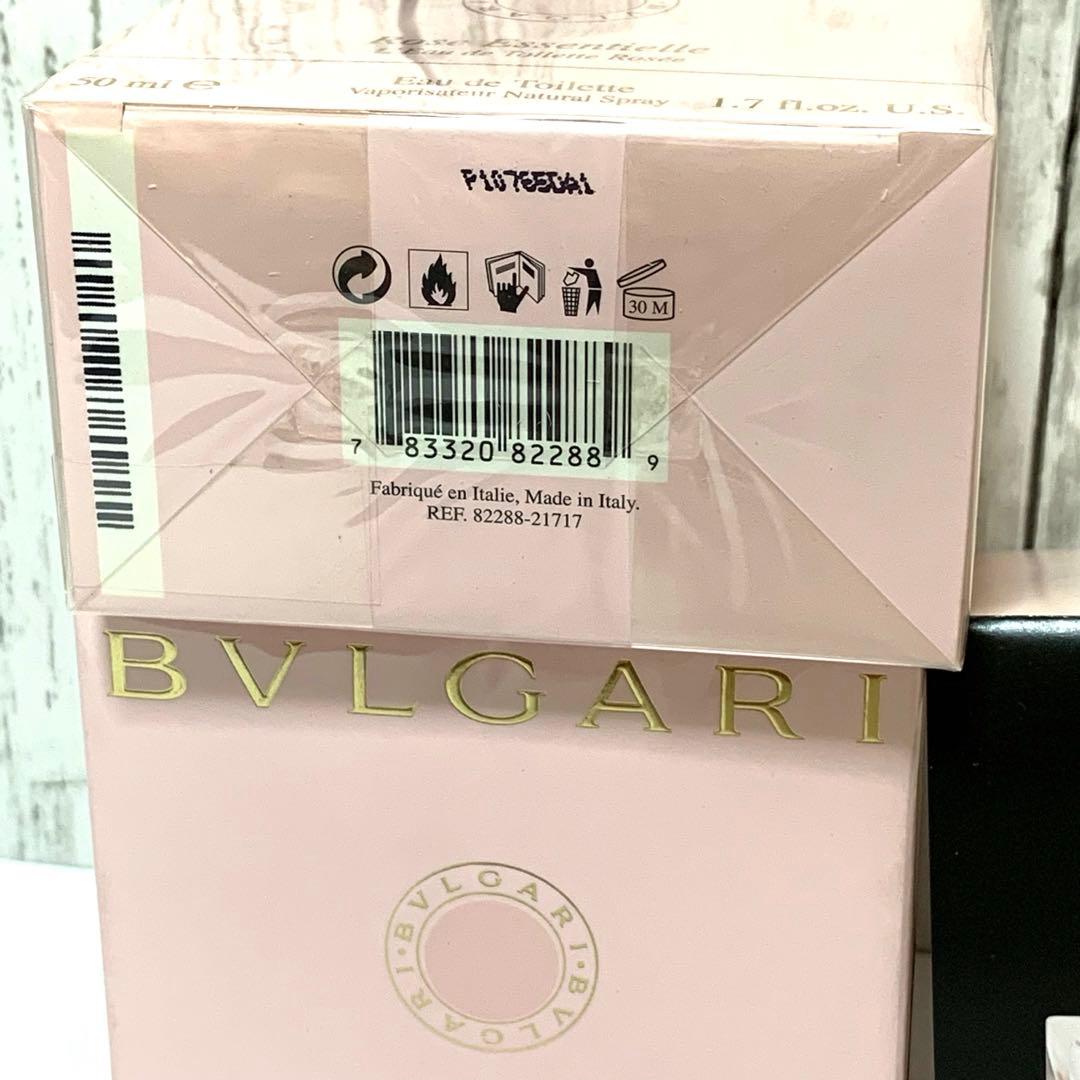 BVLGARI
Rose Essentielle
L'Eau de Toilette Rosée
50 ml e
Eau de Toilette
Vaporisateur Natural Spray
1.7 fl.oz. U.S.
30 M
7 83320 82288 9
Fabriqué en Italie, Made in Italy.
REF. 82288-21717
BVLGARI
BVLGARI·BVLGARI·